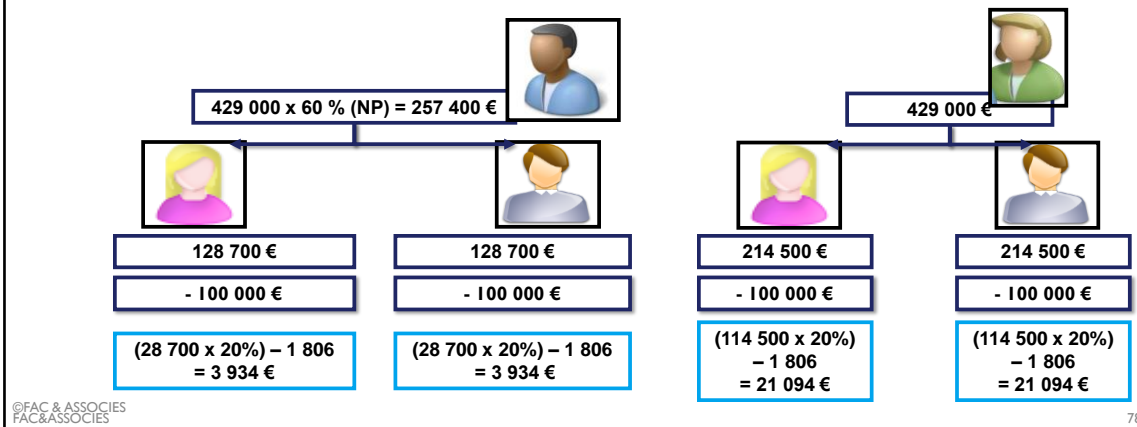 429 000 x 60 % (NP) = 257 400 €
128 700 €
128 700 €
- 100 000 €
- 100 000 €
(28 700 x 20%) – 1 806
= 3 934 €
(28 700 x 20%) – 1 806
= 3 934 €
429 000 €
214 500 €
214 500 €
- 100 000 €
- 100 000 €
(114 500 x 20%)
– 1 806
= 21 094 €
(114 500 x 20%)
– 1 806
= 21 094 €
©FAC & ASSOCIES
FAC&ASSOCIES
78